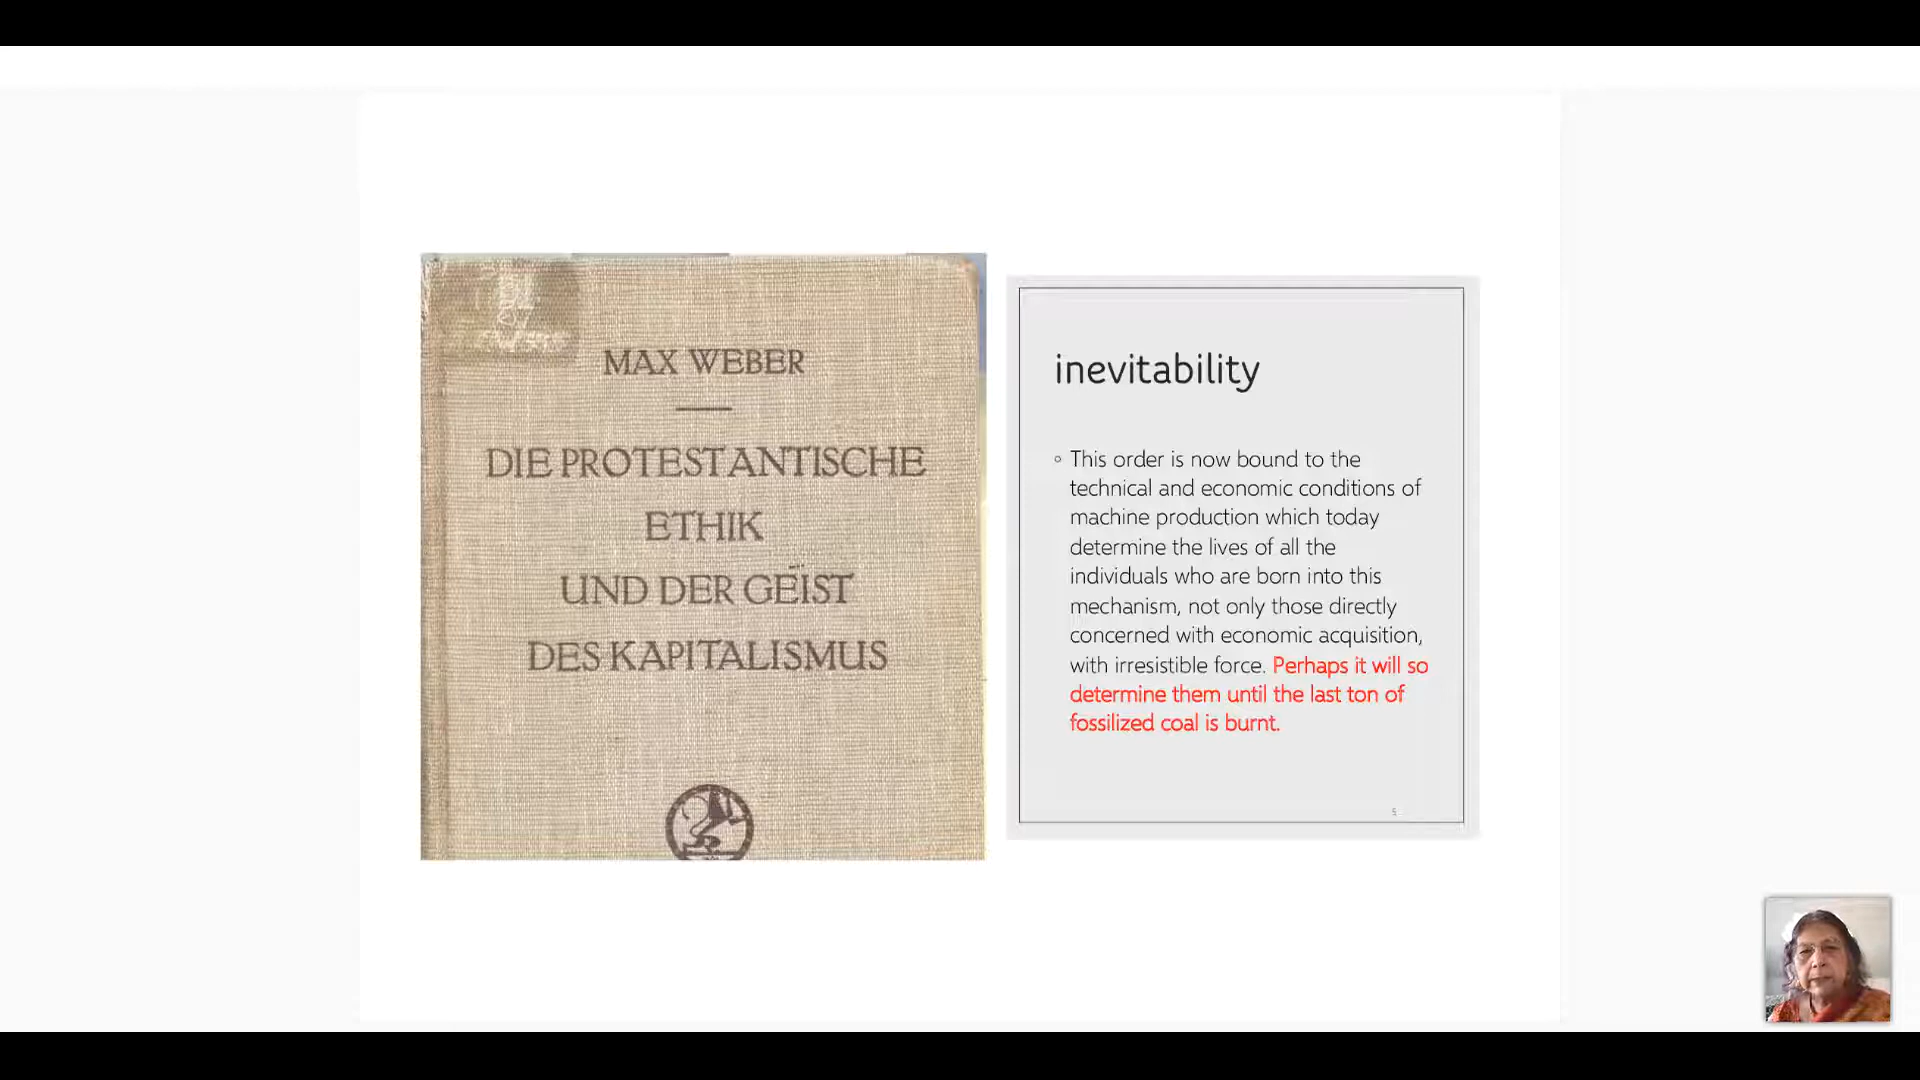 MAX WEBER
DIE PROTESTANTISCHE
ETHIK
UND DER GEIST
DES KAPITALISMUS
inevitability
This order is now bound to the
technical and economic conditions of
machine production which today
determine the lives of all the
individuals who are born into this
mechanism, not only those directly
concerned with economic acquisition,
with irresistible force. Perhaps it will so
determine them until the last ton of
fossilized coal is burnt.
5